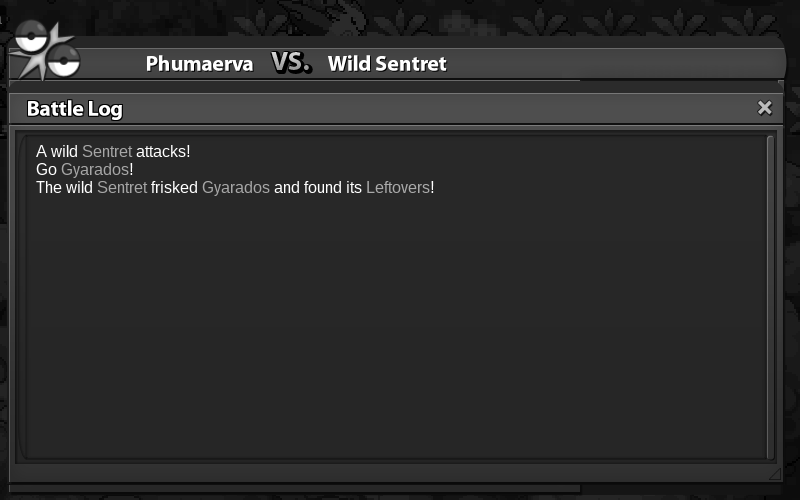 Phumaerva VS. Wild Sentret
Battle Log
A wild Sentret attacks!
Go Gyarados!
The wild Sentret frisked Gyarados and found its Leftovers!